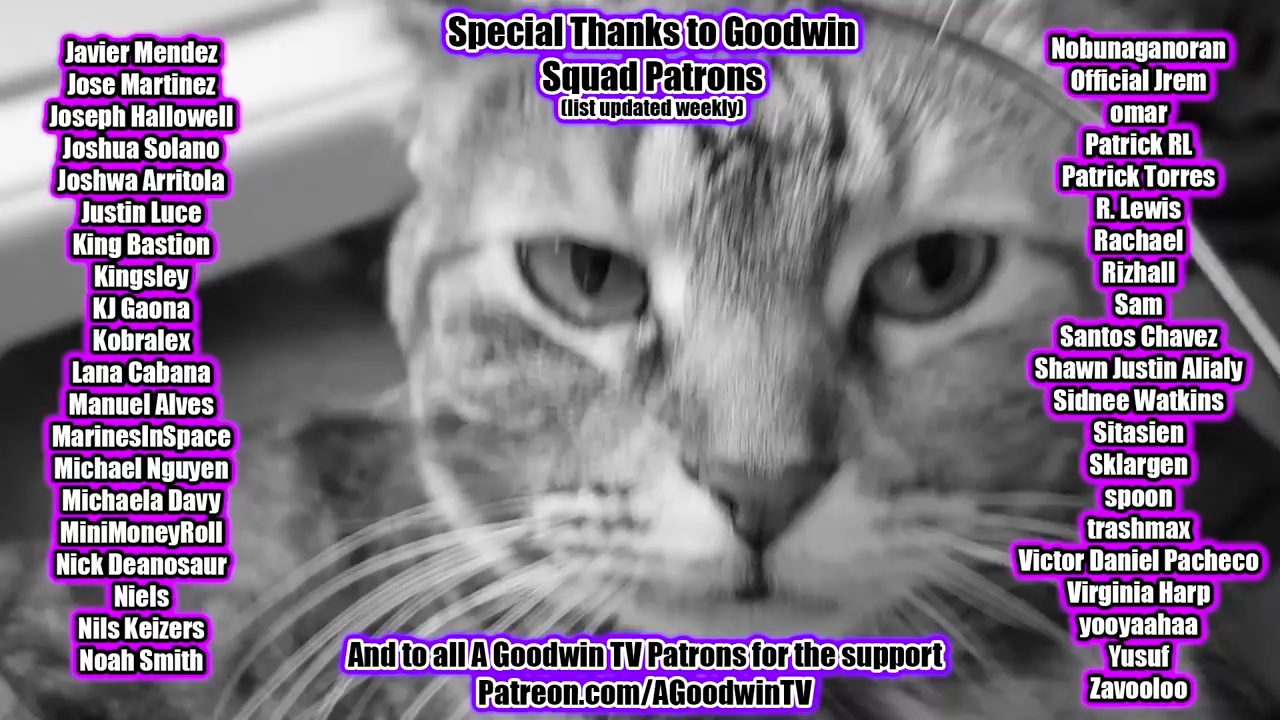 Special Thanks to Goodwin
Squad Patrons
(list updated weekly)
Javier Mendez
Jose Martinez
Joseph Hallowell
Joshua Solano
Joshwa Arritola
Justin Luce
King Bastion
Kingsley
KJ Gaona
Kobralex
Lana Cabana
Manuel Alves
MarinesInSpace
Michael Nguyen
Michaela Davy
MiniMoneyRoll
Nick Deanosaur
Niels
Nils Keizers
Noah Smith
Nobunaganoran
Official Jrem
omar
Patrick RL
Patrick Torres
R. Lewis
Rachael
Rizhall
Sam
Santos Chavez
Shawn Justin Alialy
Sidnee Watkins
Sitasien
Sklargen
spoon
trashmax
Victor Daniel Pacheco
Virginia Harp
yooyaahaa
Yusuf
Zavooloo
And to all A Goodwin TV Patrons for the support
Patreon.com/AGoodwinTV